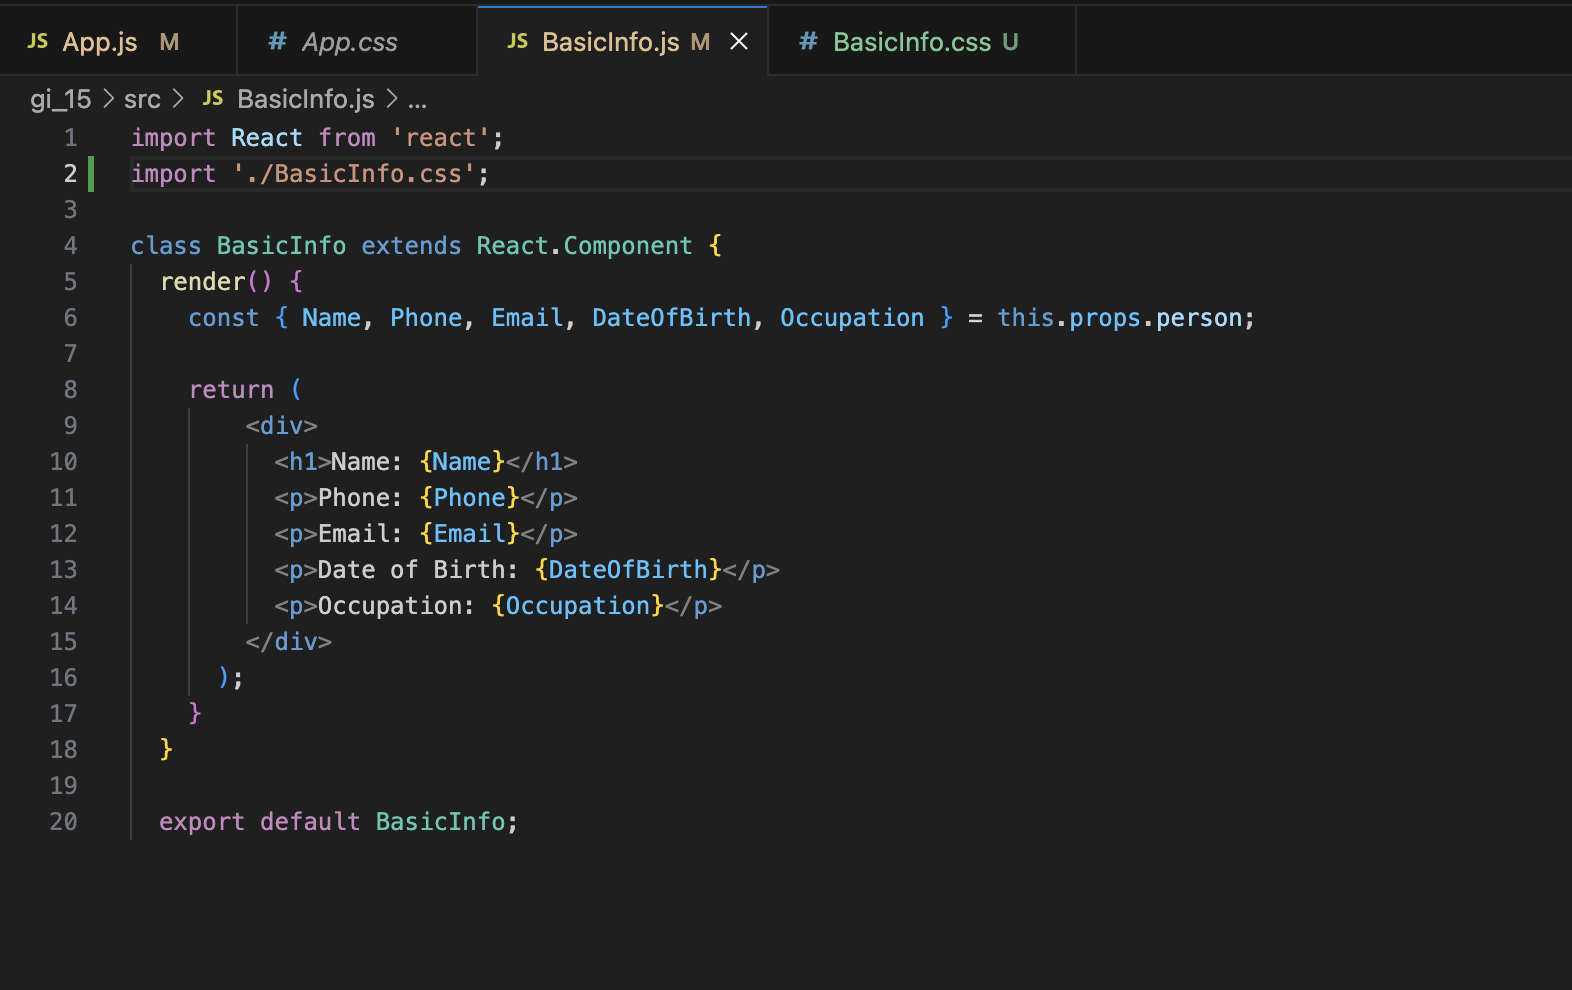 JS App.js M # App.css JS BasicInfo.js M × # BasicInfo.css U
gi_15 > src > JS BasicInfo.js > ...
1 import React from 'react';
2 import './BasicInfo.css';
3
4 class BasicInfo extends React.Component {
5 render() {
6 const { Name, Phone, Email, DateOfBirth, Occupation } = this.props.person;
7
8 return (
9 <div>
10 <h1>Name: {Name}</h1>
11 <p>Phone: {Phone}</p>
12 <p>Email: {Email}</p>
13 <p>Date of Birth: {DateOfBirth}</p>
14 <p>Occupation: {Occupation}</p>
15 </div>
16 );
17 }
18 }
19
20 export default BasicInfo;